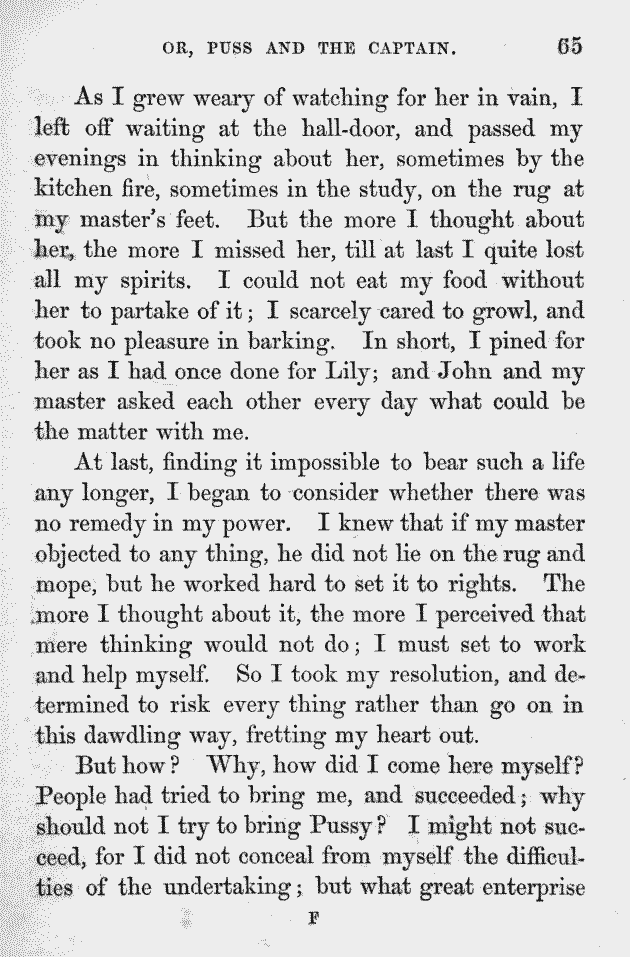 OR, PUSS AND THE CAPTAIN. 65
As I grew weary of watching for her in vain, I
left off waiting at the hall-door, and passed my
evenings in thinking about her, sometimes by the
kitchen fire, sometimes in the study, on the rug at
my master's feet. But the more I thought about
her, the more I missed her, till at last I quite lost
all my spirits. I could not eat my food without
her to partake of it; I scarcely cared to growl, and
took no pleasure in barking. In short, I pined for
her as I had once done for Lily; and John and my
master asked each other every day what could be
the matter with me.
At last, finding it impossible to bear such a life
any longer, I began to consider whether there was
no remedy in my power. I knew that if my master
objected to any thing, he did not lie on the rug and
mope, but he worked hard to set it to rights. The
more I thought about it, the more I perceived that
mere thinking would not do; I must set to work
and help myself. So I took my resolution, and de-
termined to risk every thing rather than go on in
this dawdling way, fretting my heart out.
But how? Why, how did I come here myself?
People had tried to bring me, and succeeded; why
should not I try to bring Pussy? I might not suc-
ceed, for I did not conceal from myself the difficul-
ties of the undertaking; but what great enterprise
F